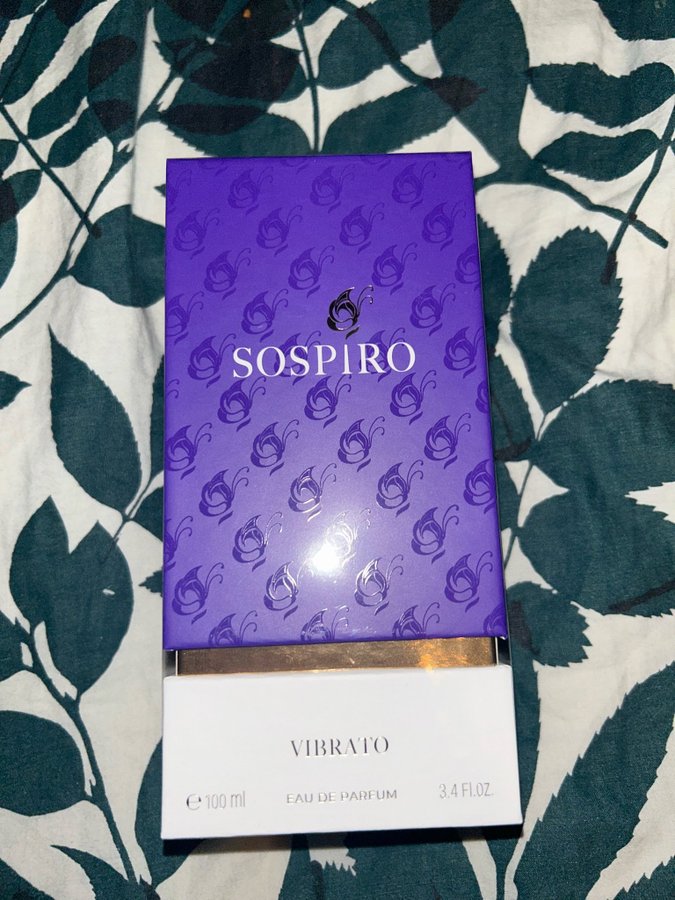 SOSPIRO
VIBRATO
℮ 100 ml EAU DE PARFUM 3.4 Fl.oz.